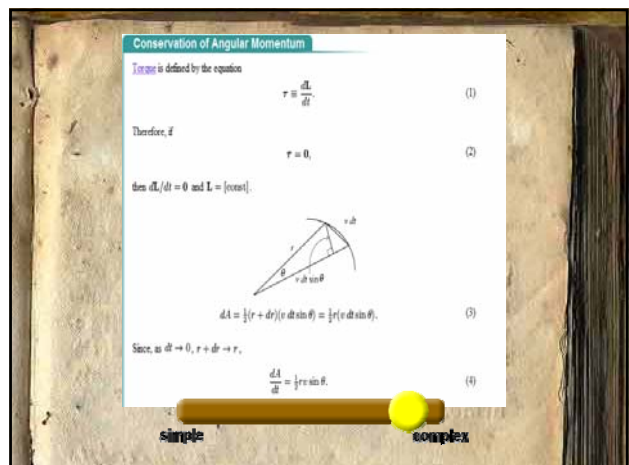 Conservation of Angular Momentum
Torque is defined by the equation
τ ≡ dL/dt. (1)
Therefore, if
τ = 0, (2)
then dL/dt = 0 and L = [const].
v dt
r
θ
v dt sin θ
dA = ½(r + dr)(v dt sin θ) = ½r(v dt sin θ). (3)
Since, as dt → 0, r + dr → r,
dA/dt = ½rv sin θ. (4)
simple complex